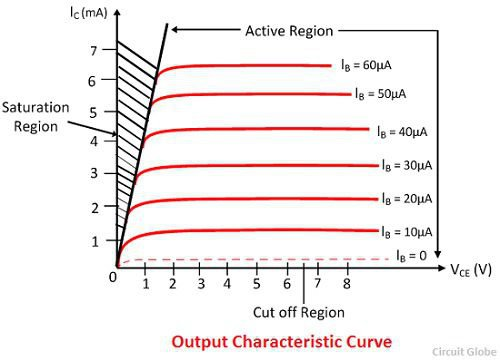 I_C (mA)
7
6
5
4
3
2
1
0
1 2 3 4 5 6 7 8
V_CE (V)
Active Region
Saturation
Region
I_B = 60μA
I_B = 50μA
I_B = 40μA
I_B = 30μA
I_B = 20μA
I_B = 10μA
I_B = 0
Cut off Region
Output Characteristic Curve
Circuit Globe